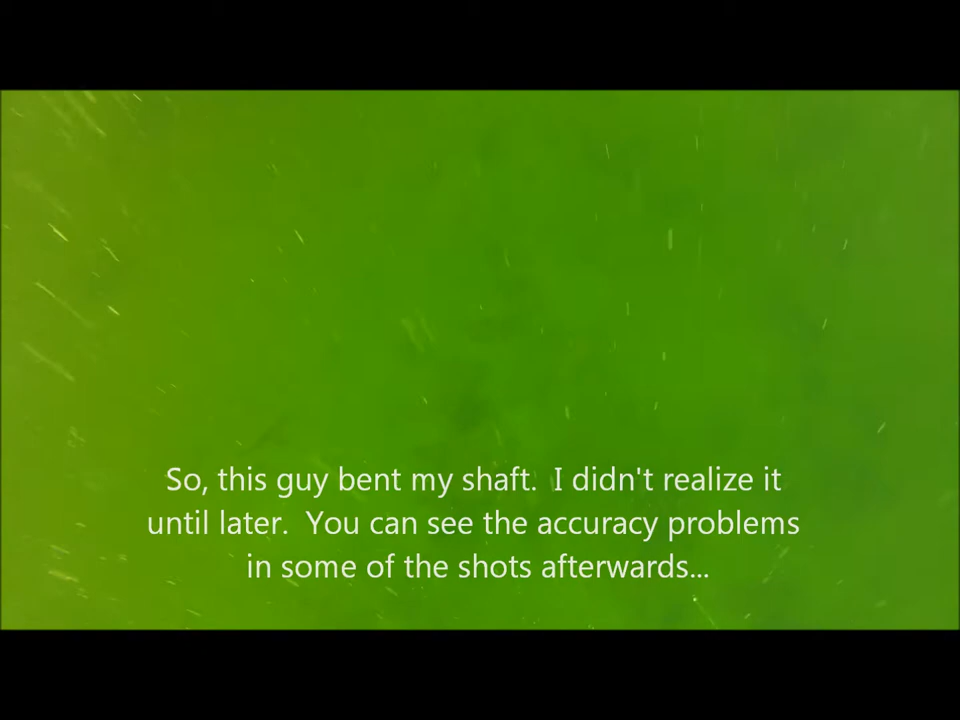 So, this guy bent my shaft.  I didn't realize it
until later.  You can see the accuracy problems
in some of the shots afterwards...